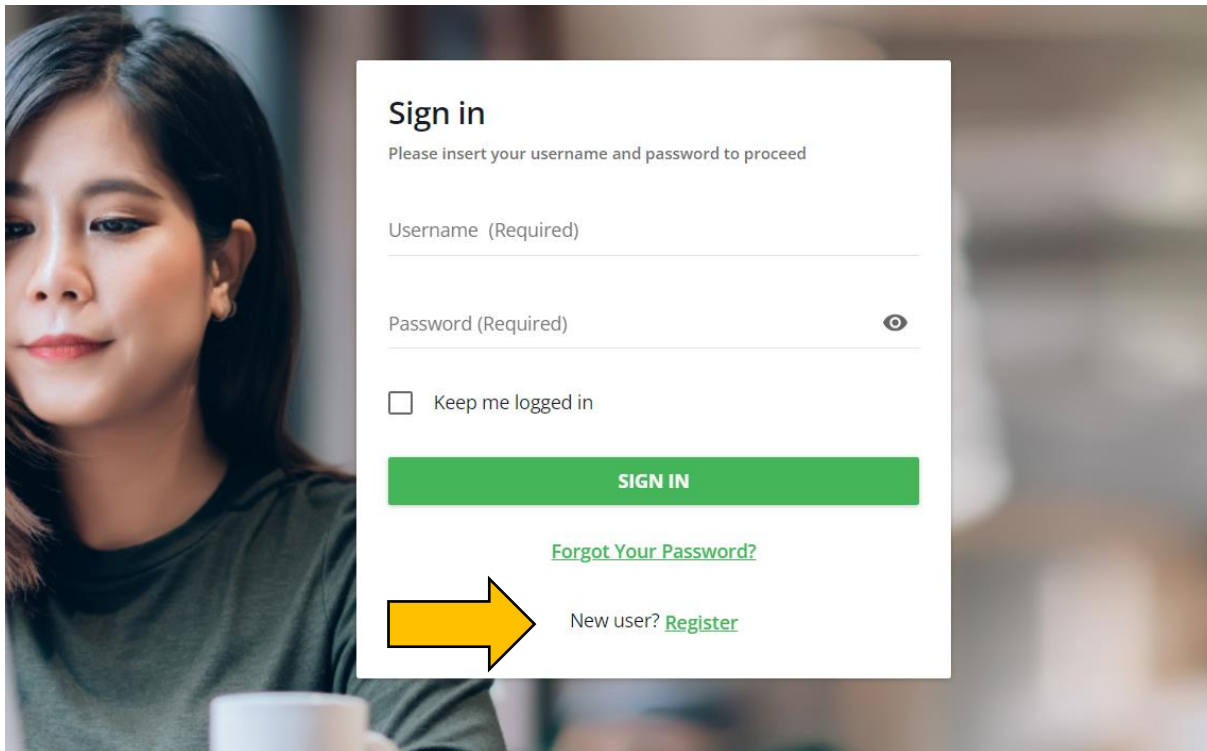 Sign in
Please insert your username and password to proceed
Username (Required)
Password (Required)
Keep me logged in
SIGN IN
Forgot Your Password?
New user? Register